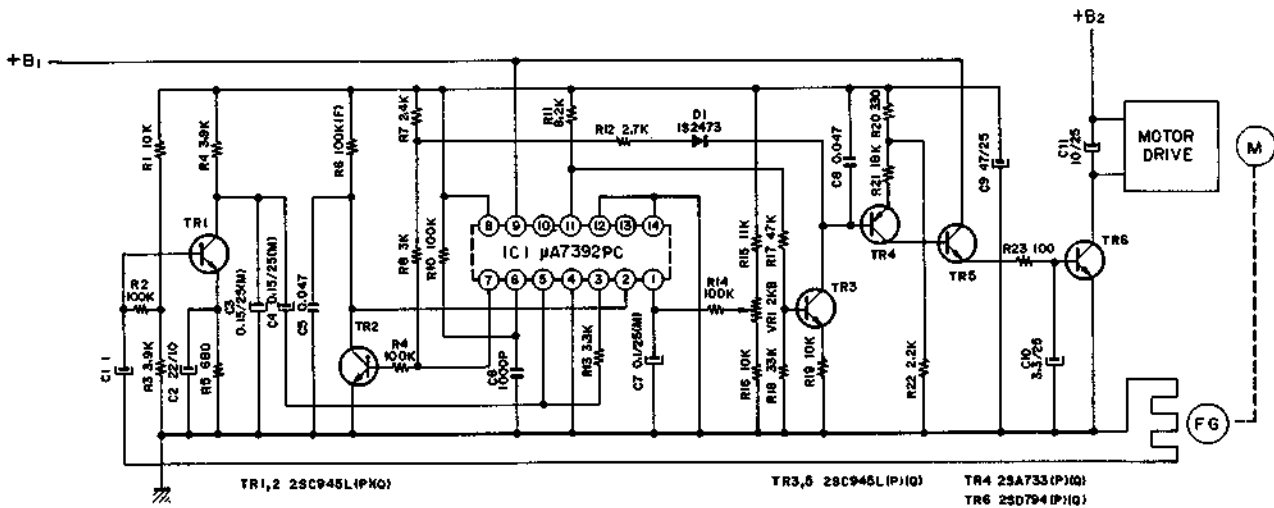 +B2
+B1
R1 10K
R4 3.9K
R6 100K(F)
R7 2.4K
R11 8.2K
R12 2.7K
D1
1S2473
C8 0.047
R20 330
R21 18K
C9 47/25
C11
10/25
MOTOR
DRIVE
M
TR1
8 9 10 11 12 13 14
IC1 μA7392PC
7 6 5 4 3 2 1
R8 3K
R10 100K
R15 11K
R17 47K
TR4
TR5
R23 100
TR6
R2
100K
C3
0.15/25(M)
C4 0.15/25(M)
C5 0.047
TR2
R4
100K
R14
100K
VR1 2KB
TR3
C1 1
R3 3.9K
C2 22/10
R5 680
C6
1000P
R13 3.3K
C7 0.1/25(M)
R16 10K
R18 33K
R19 10K
R22 2.2K
C10
3.3/25
FG
TR1,2 2SC945L(P)(Q)
TR3,5 2SC945L(P)(Q)
TR4 2SA733(P)(Q)
TR6 2SD794(P)(Q)